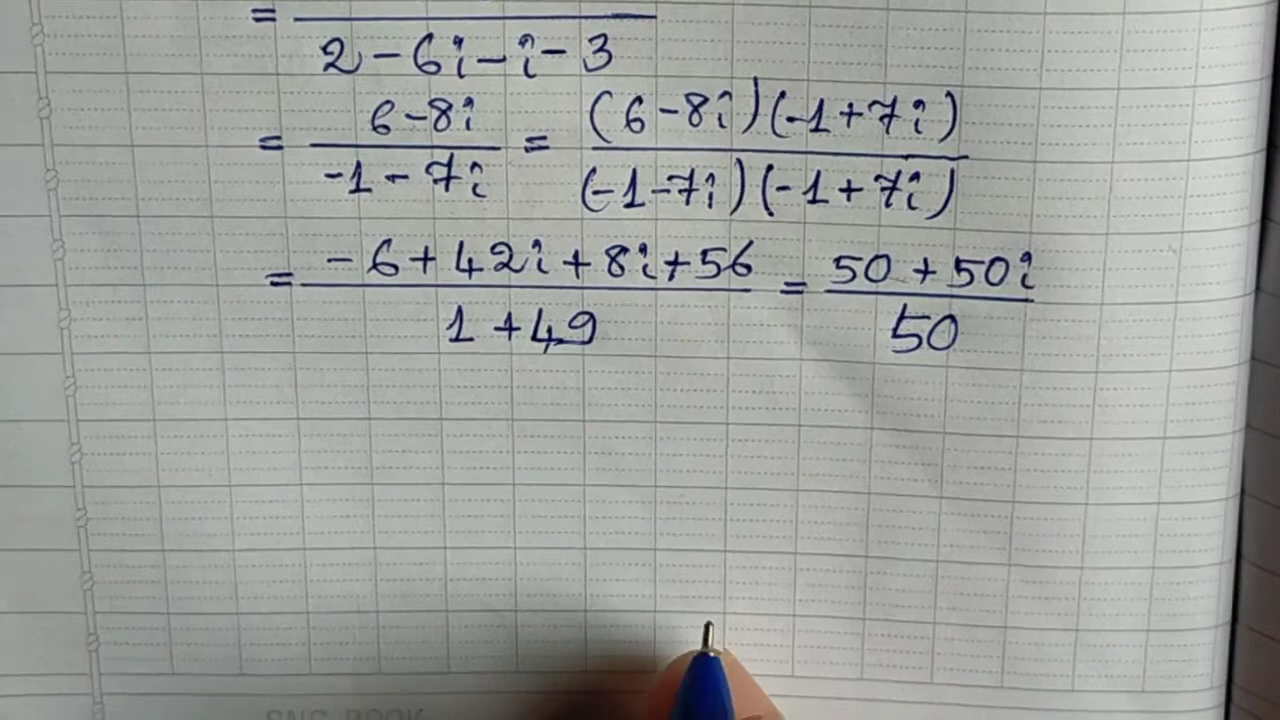 =
2 - 6i - i - 3
= 6 - 8i / -1 - 7i = (6 - 8i)(-1 + 7i) / (-1 - 7i)(-1 + 7i)
= -6 + 42i + 8i + 56 / 1 + 49 = 50 + 50i / 50